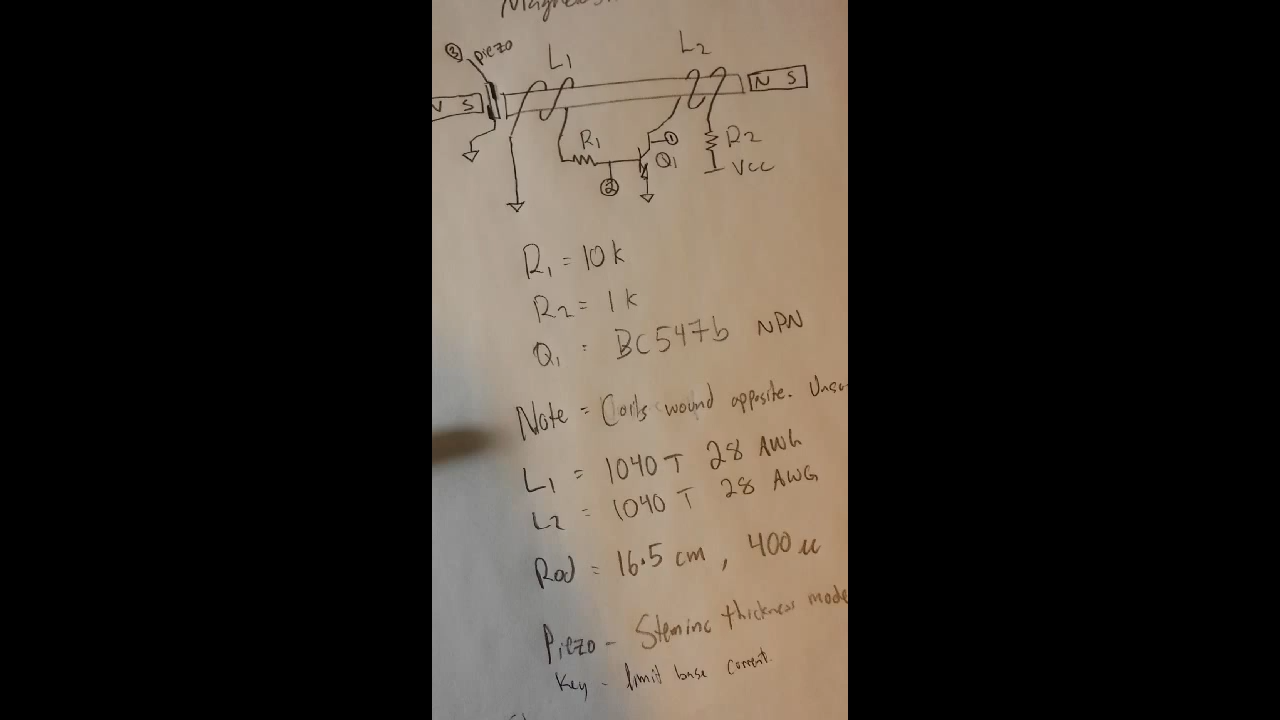 ③ piezo
L1
L2
N S
V S
R1
①
Q1
R2
VCC
②
R1 = 10k
R2 = 1k
Q1 = BC547b NPN
Note = Coils wound opposite.
L1 = 1040 T 28 AWG
L2 = 1040 T 28 AWG
Rod = 16.5 cm, 400 u
Piezo - Steminc thickness mode
Key - limit base current.